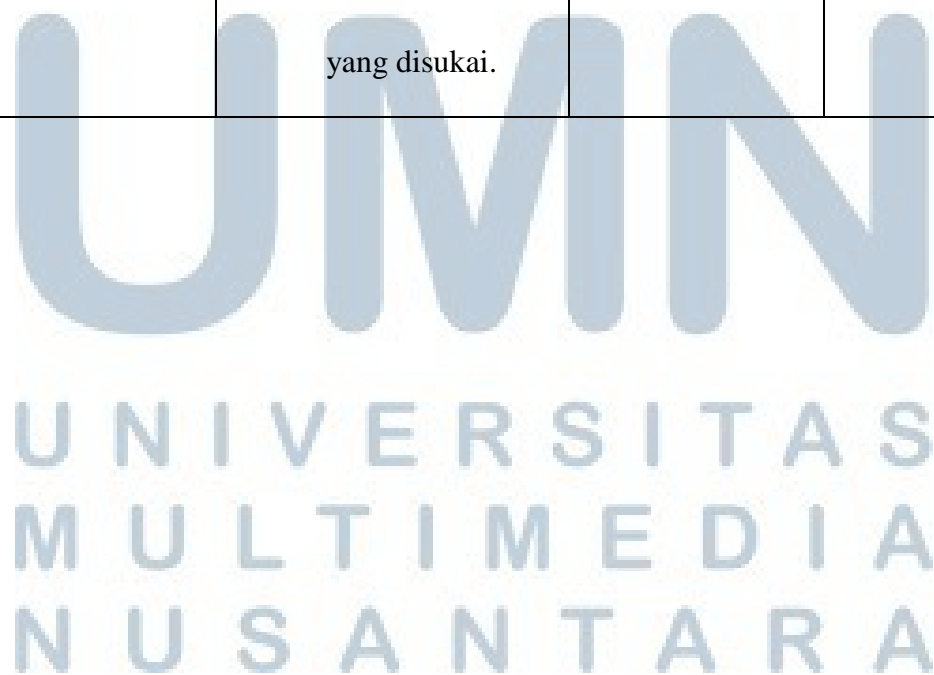 yang disukai.
UMN
UNIVERSITAS
MULTIMEDIA
NUSANTARA